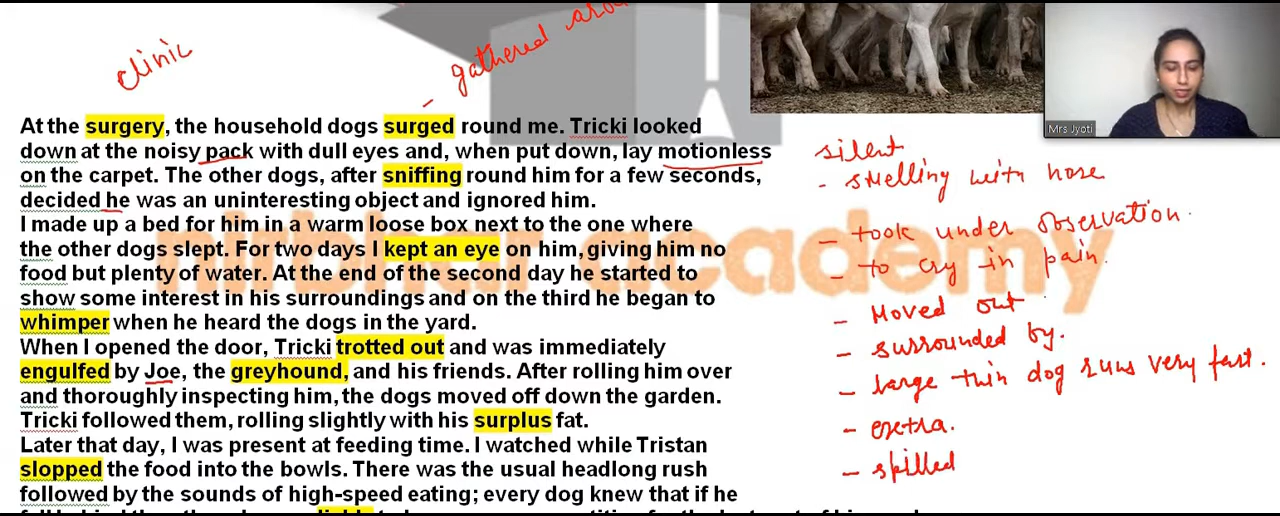 clinic
- gathered
Mrs Jyoti
At the surgery, the household dogs surged round me. Tricki looked
down at the noisy pack with dull eyes and, when put down, lay motionless
on the carpet. The other dogs, after sniffing round him for a few seconds,
decided he was an uninteresting object and ignored him.
I made up a bed for him in a warm loose box next to the one where
the other dogs slept. For two days I kept an eye on him, giving him no
food but plenty of water. At the end of the second day he started to
show some interest in his surroundings and on the third he began to
whimper when he heard the dogs in the yard.
When I opened the door, Tricki trotted out and was immediately
engulfed by Joe, the greyhound, and his friends. After rolling him over
and thoroughly inspecting him, the dogs moved off down the garden.
Tricki followed them, rolling slightly with his surplus fat.
Later that day, I was present at feeding time. I watched while Tristan
slopped the food into the bowls. There was the usual headlong rush
followed by the sounds of high-speed eating; every dog knew that if he
silent
- smelling with nose
- took under observation.
- to cry in pain.
- Moved out
- surrounded by.
- large thin dog runs very fast.
- extra.
- spilled
academy